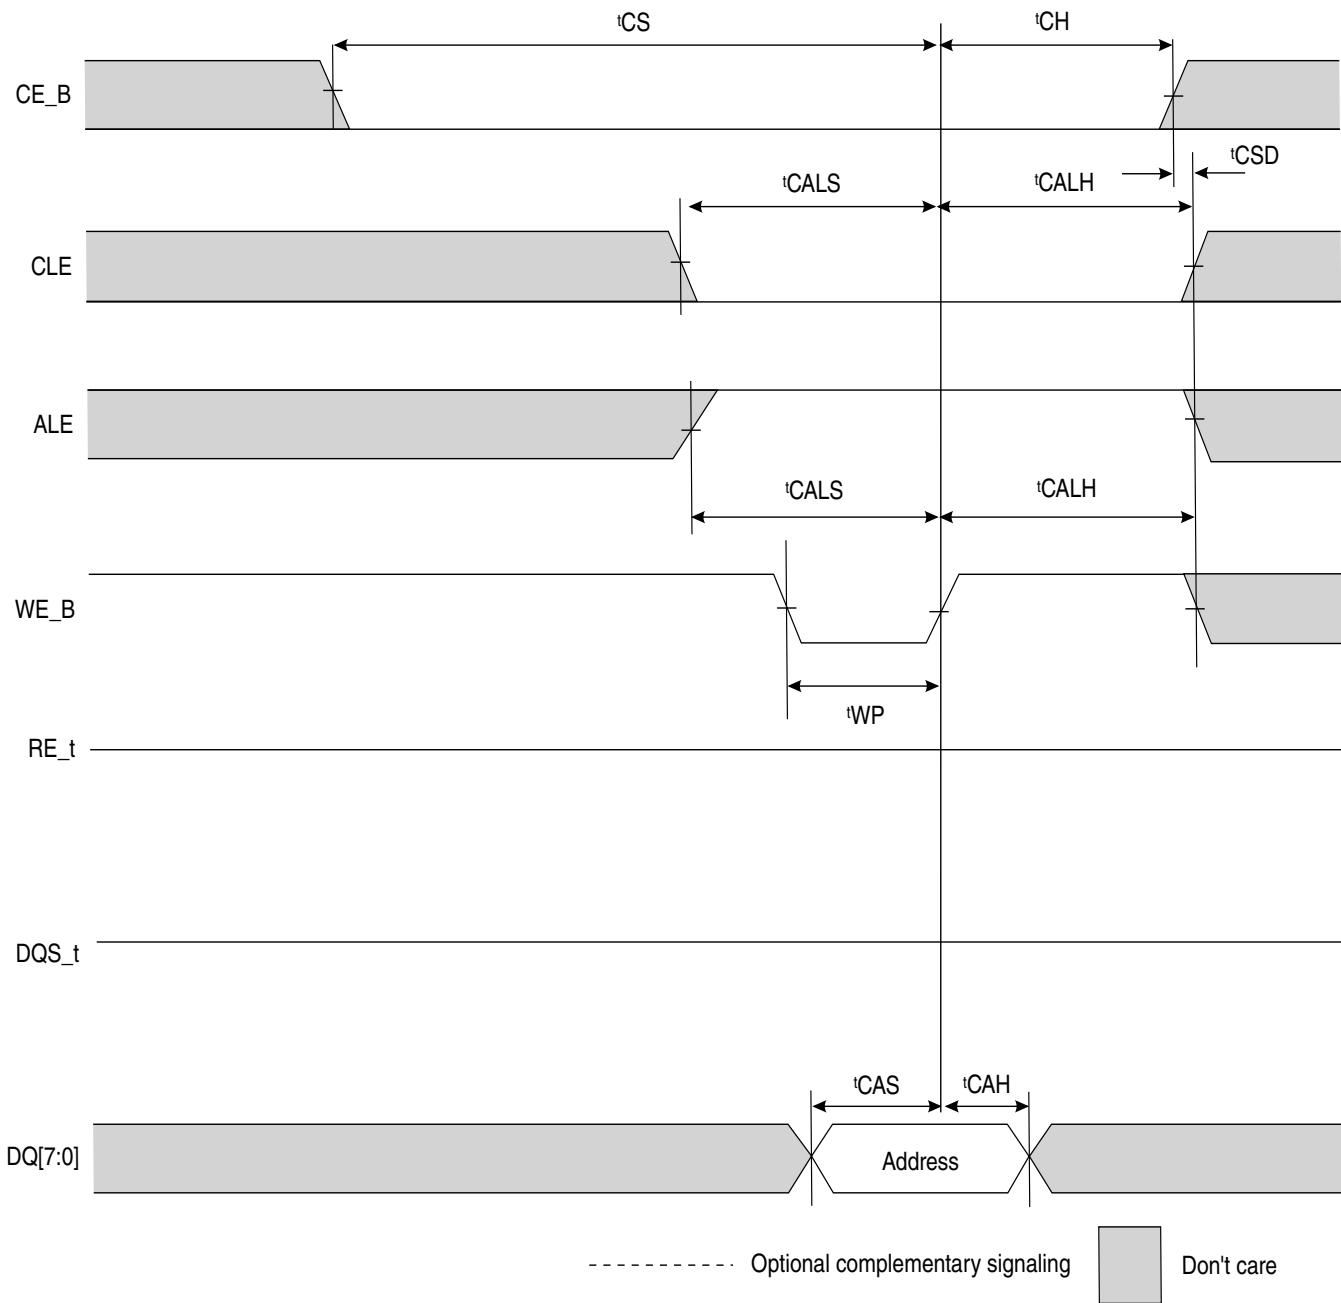 tCS
tCH
CE_B
tCSD
tCALS
tCALH
CLE
ALE
tCALS
tCALH
WE_B
tWP
RE_t
DQS_t
tCAS
tCAH
DQ[7:0]
Address
Optional complementary signaling
Don't care